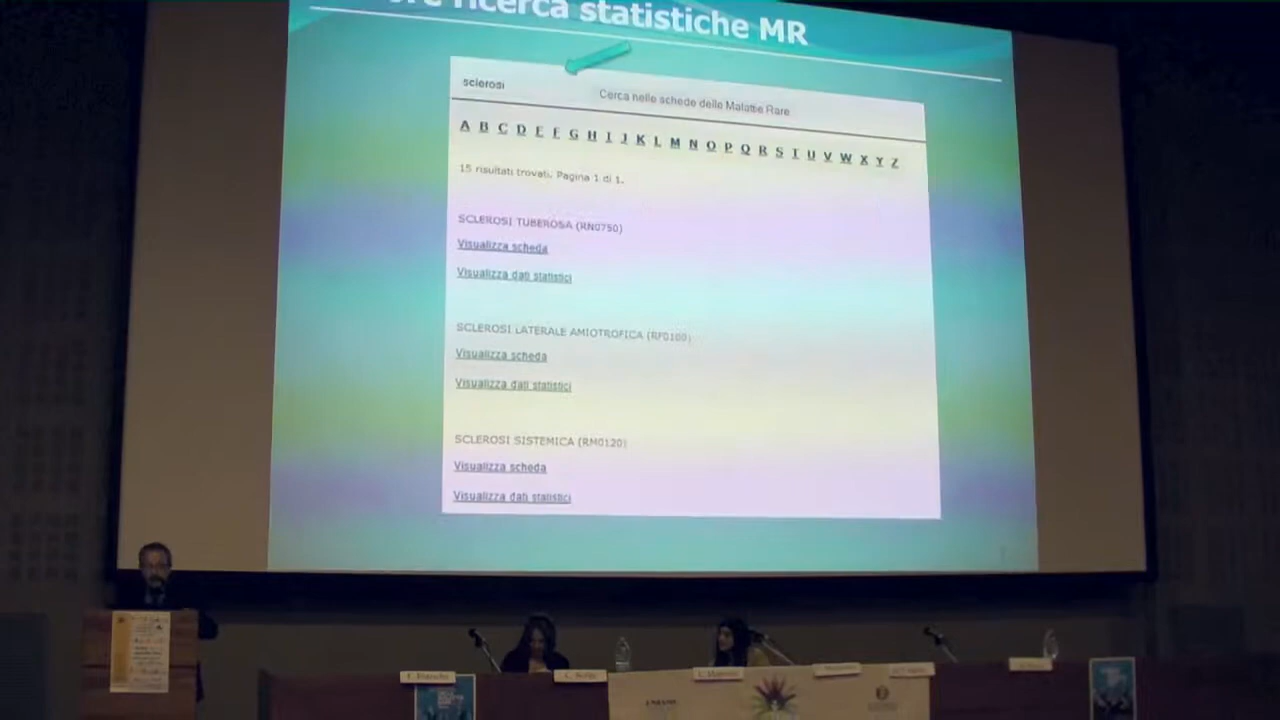 ricerca statistiche MR
sclerosi
Cerca nelle schede delle Malattie Rare
A B C D E F G H I J K L M N O P Q R S T U V W X Y Z
15 risultati trovati. Pagina 1 di 1.
SCLEROSI TUBEROSA (RN0750)
Visualizza scheda
Visualizza dati statistici
SCLEROSI LATERALE AMIOTROFICA (RF0100)
Visualizza scheda
Visualizza dati statistici
SCLEROSI SISTEMICA (RM0120)
Visualizza scheda
Visualizza dati statistici